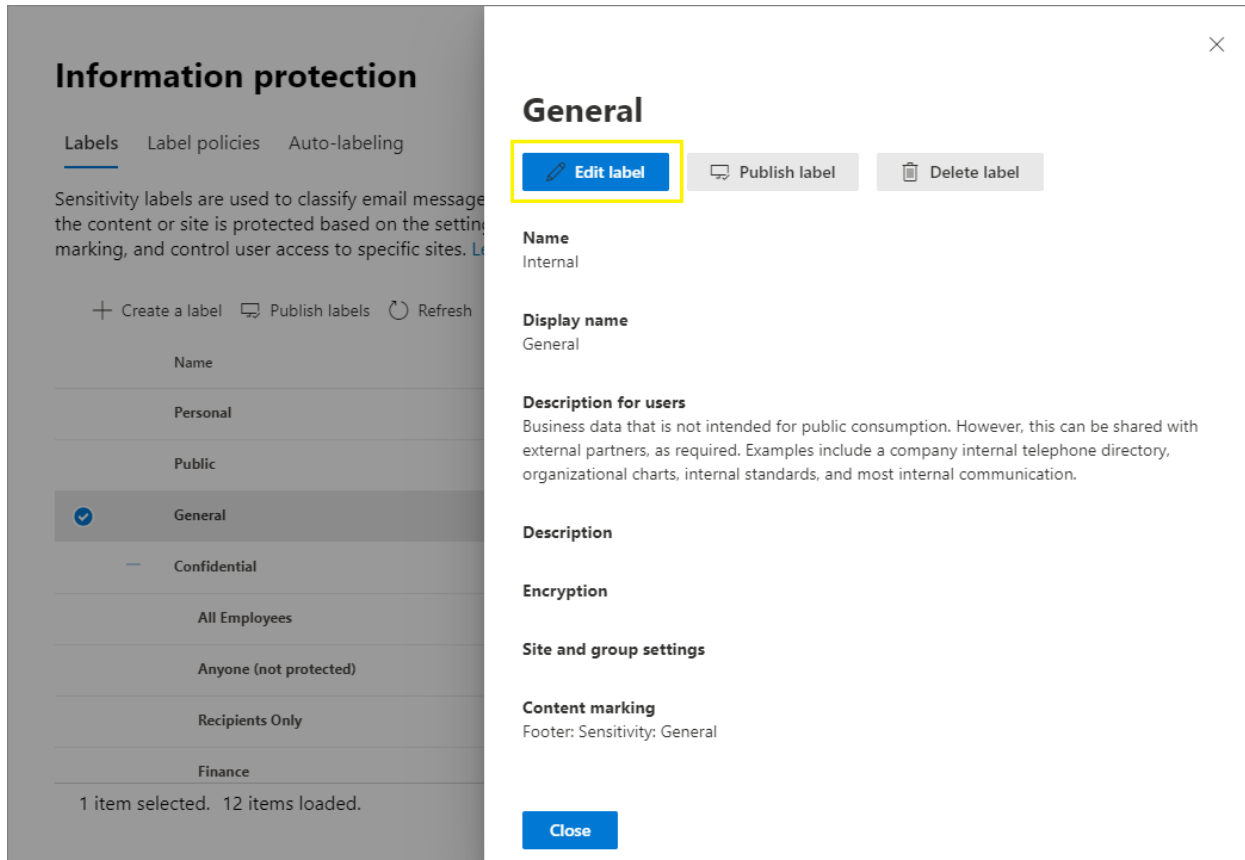 Information protection
Labels Label policies Auto-labeling
Sensitivity labels are used to classify email message
the content or site is protected based on the setting
marking, and control user access to specific sites.
Create a label Publish labels Refresh
Name
Personal
Public
General
Confidential
All Employees
Anyone (not protected)
Recipients Only
Finance
1 item selected. 12 items loaded.
General
Edit label Publish label Delete label
Name
Internal
Display name
General
Description for users
Business data that is not intended for public consumption. However, this can be shared with
external partners, as required. Examples include a company internal telephone directory,
organizational charts, internal standards, and most internal communication.
Description
Encryption
Site and group settings
Content marking
Footer: Sensitivity: General
Close